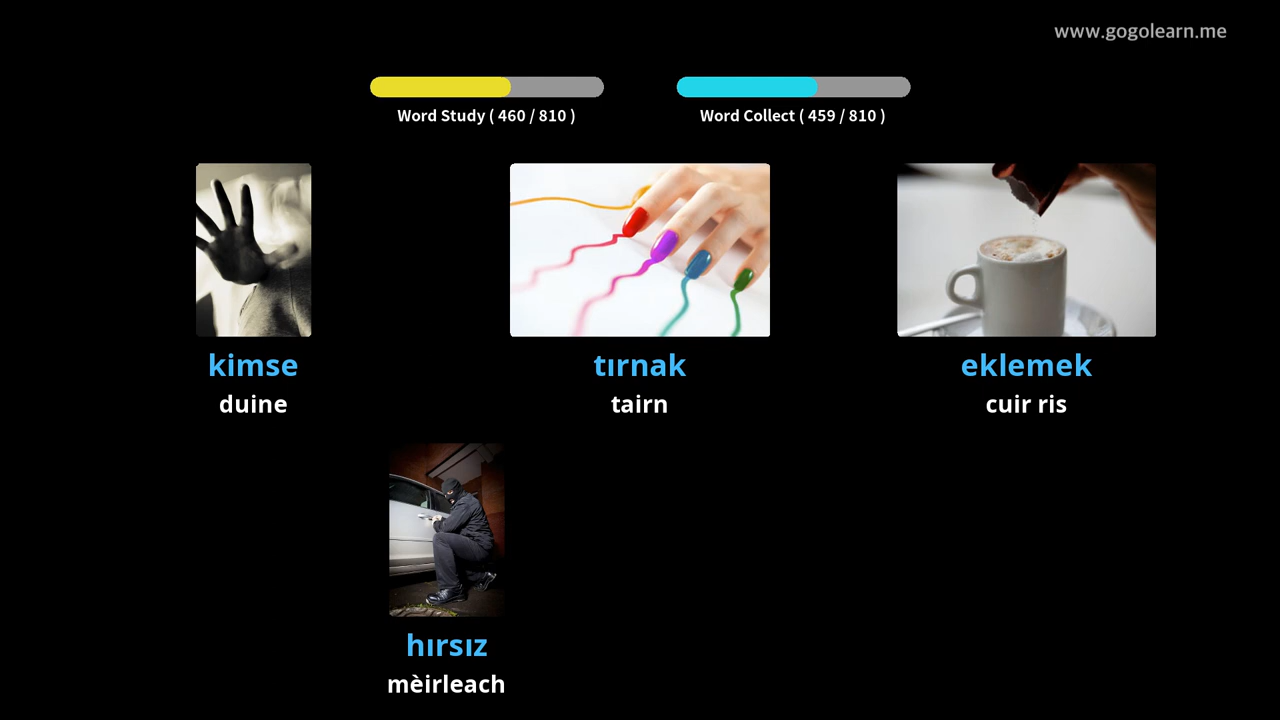 www.gogolearn.me
Word Study ( 460 / 810 )
Word Collect ( 459 / 810 )
kimse
duine
tırnak
tairn
eklemek
cuir ris
hırsız
mèirleach